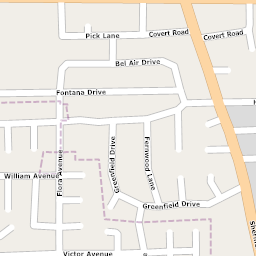 Pick Lane
Covert Road
Covert Road
Bel Air Drive
Fontana Drive
Flora Avenue
Greenfield Drive
Fernwood Lane
William Avenue
Greenfield Drive
Victor Avenue